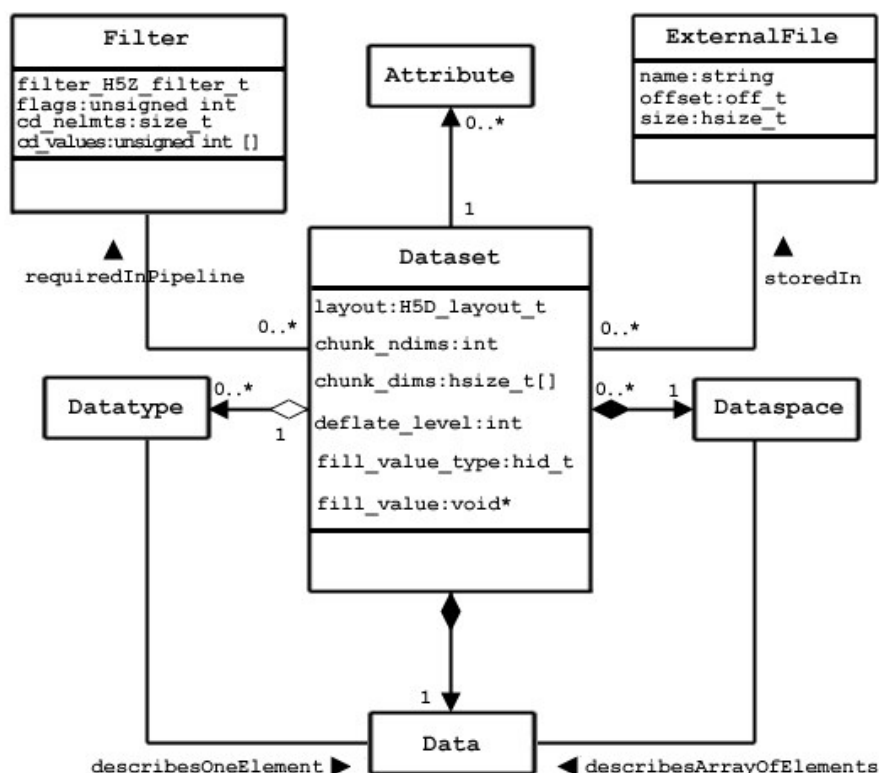 Filter
filter_H5Z_filter_t
flags:unsigned int
cd_nelmts:size_t
cd_values:unsigned int []
Attribute
0..*
1
ExternalFile
name:string
offset:off_t
size:hsize_t
requiredInPipeline
0..*
storedIn
0..*
Dataset
layout:H5D_layout_t
chunk_ndims:int
chunk_dims:hsize_t[]
deflate_level:int
fill_value_type:hid_t
fill_value:void*
Datatype
0..*
1
0..*
1
Dataspace
1
Data
describesOneElement
describesArrayOfElements